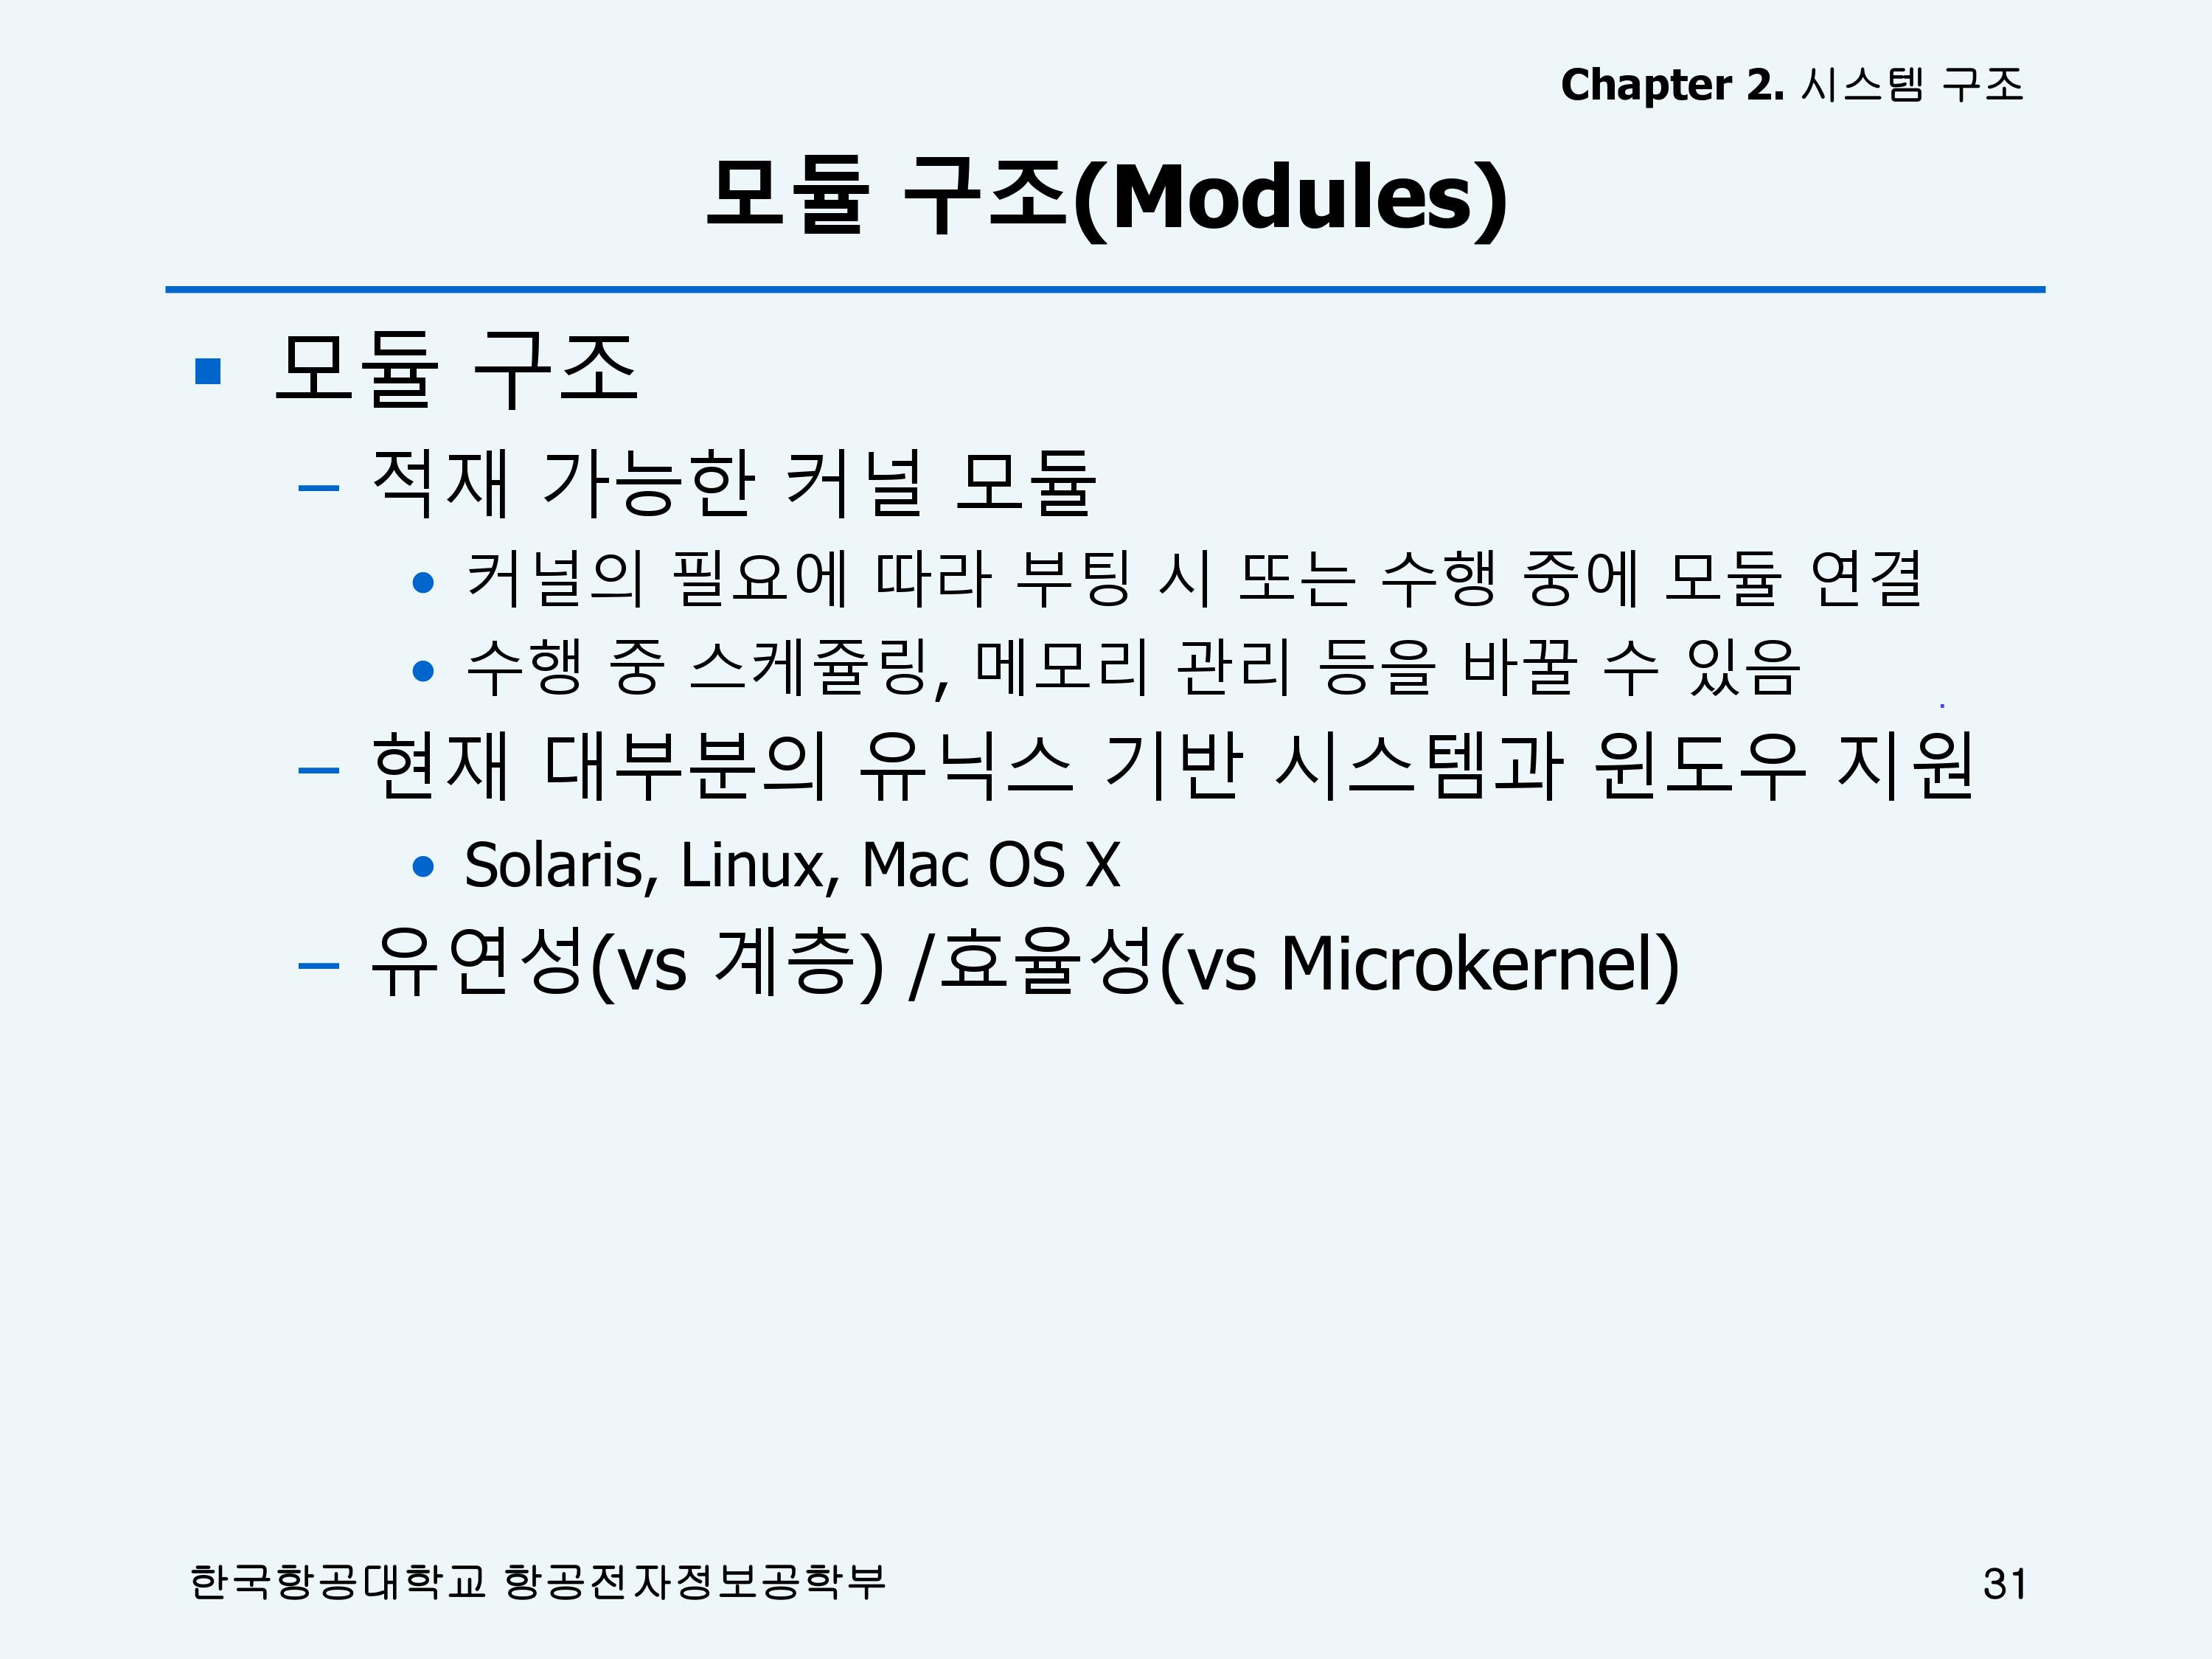 Chapter 2. 시스템 구조
모듈 구조(Modules)
모듈 구조
– 적재 가능한 커널 모듈
• 커널의 필요에 따라 부팅 시 또는 수행 중에 모듈 연결
• 수행 중 스케쥴링, 메모리 관리 등을 바꿀 수 있음
– 현재 대부분의 유닉스 기반 시스템과 윈도우 지원
• Solaris, Linux, Mac OS X
– 유연성(vs 계층) /효율성(vs Microkernel)
한국항공대학교 항공전자정보공학부
31